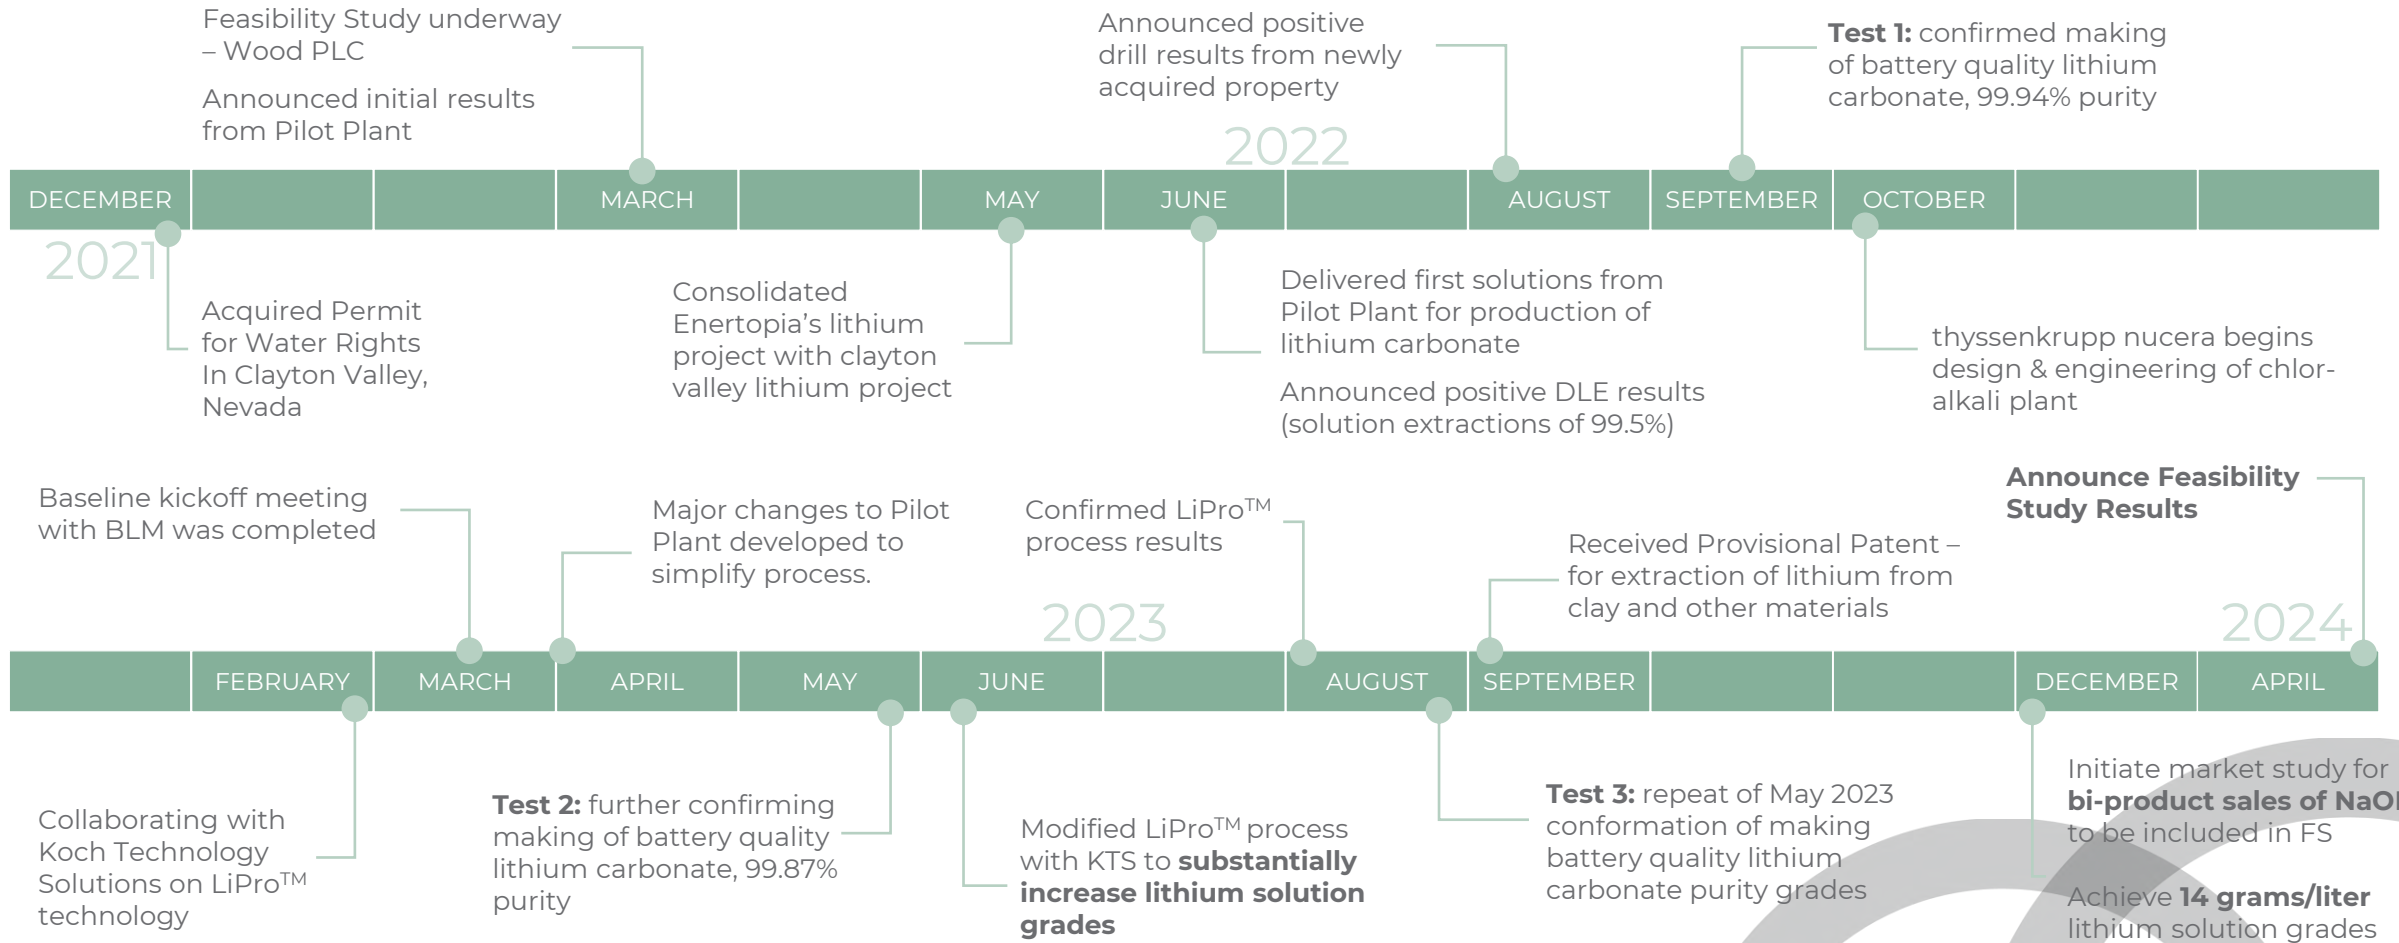 Feasibility Study underway
– Wood PLC
Announced initial results
from Pilot Plant
Announced positive
drill results from newly
acquired property
Test 1: confirmed making
of battery quality lithium
carbonate, 99.94% purity
2022
DECEMBER
MARCH
MAY
JUNE
AUGUST
SEPTEMBER
OCTOBER
2021
Acquired Permit
for Water Rights
In Clayton Valley,
Nevada
Consolidated
Enertopia’s lithium
project with clayton
valley lithium project
Delivered first solutions from
Pilot Plant for production of
lithium carbonate
Announced positive DLE results
(solution extractions of 99.5%)
thyssenkrupp nucera begins
design & engineering of chlor-
alkali plant
Baseline kickoff meeting
with BLM was completed
Major changes to Pilot
Plant developed to
simplify process.
Confirmed LiPro™
process results
Received Provisional Patent –
for extraction of lithium from
clay and other materials
Announce Feasibility
Study Results
2023
2024
FEBRUARY
MARCH
APRIL
MAY
JUNE
AUGUST
SEPTEMBER
DECEMBER
APRIL
Collaborating with
Koch Technology
Solutions on LiPro™
technology
Test 2: further confirming
making of battery quality
lithium carbonate, 99.87%
purity
Modified LiPro™ process
with KTS to substantially
increase lithium solution
grades
Test 3: repeat of May 2023
conformation of making
battery quality lithium
carbonate purity grades
Initiate market study for
bi-product sales of
to be included in FS
Achieve 14 grams/liter
lithium solution grades